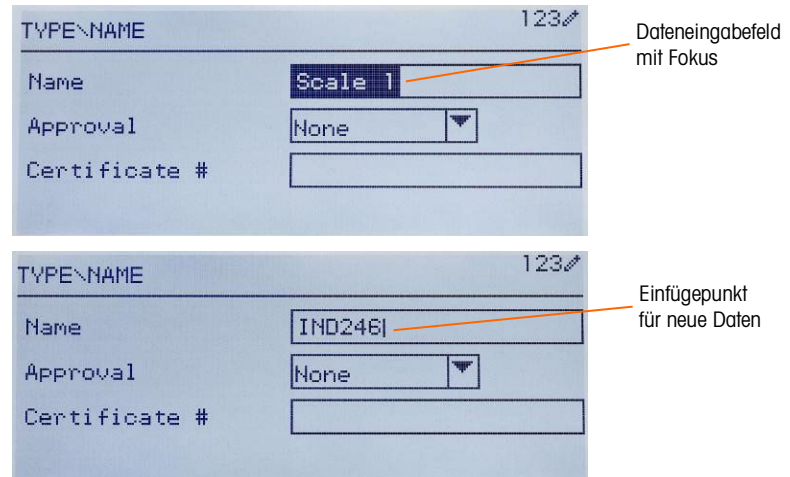 TYPE\NAME
123
Dateneingabefeld
mit Fokus
Name
Scale 1
Approval
None
Certificate #
TYPE\NAME
123
Einfügepunkt
für neue Daten
Name
IND246
Approval
None
Certificate #